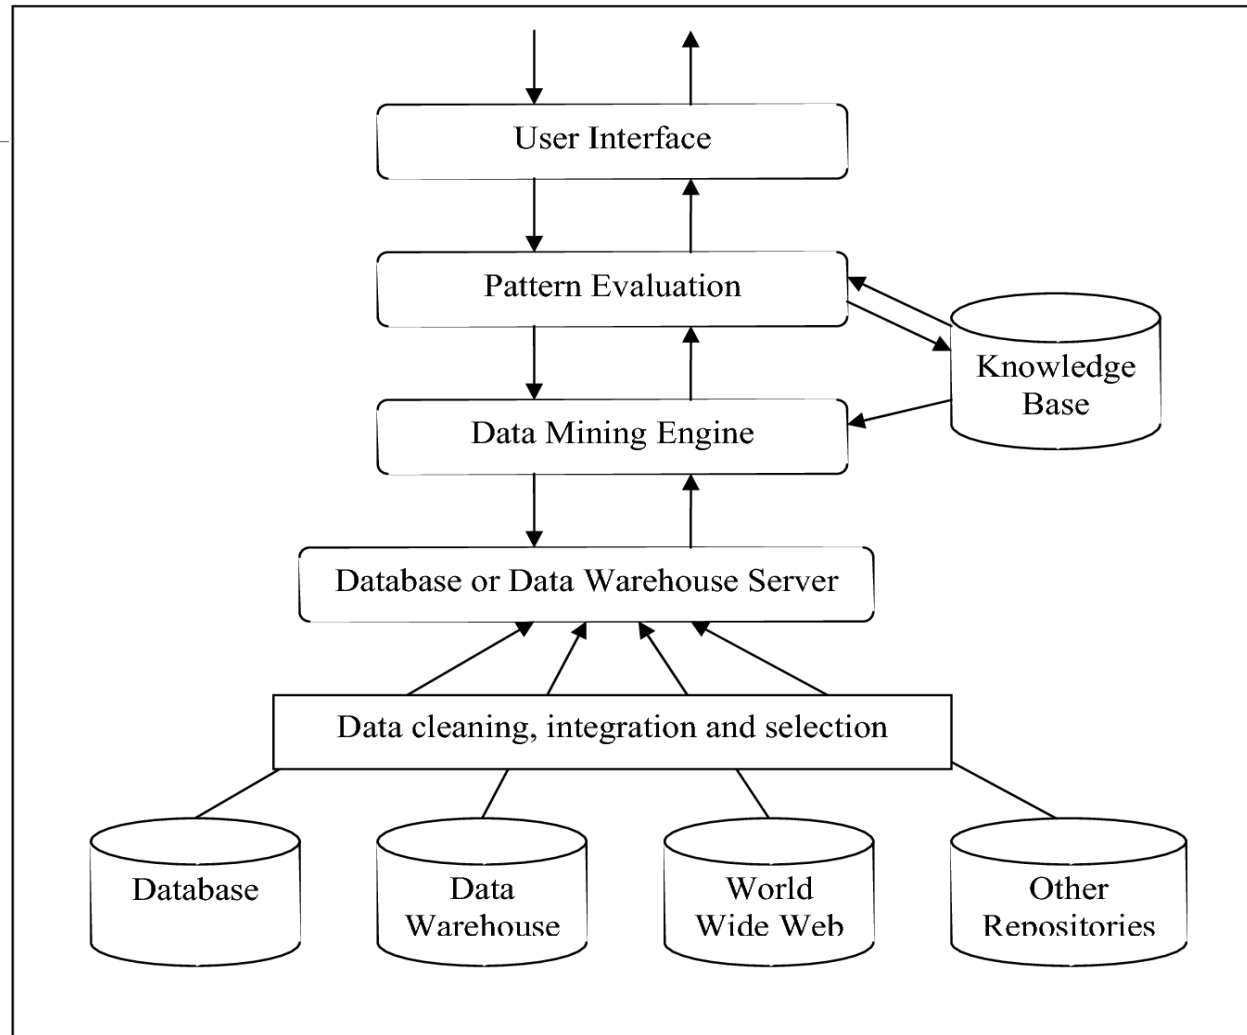 User Interface
Pattern Evaluation
Knowledge
Base
Data Mining Engine
Database or Data Warehouse Server
Data cleaning, integration and selection
Database
Data
Warehouse
World
Wide Web
Other
Repositories